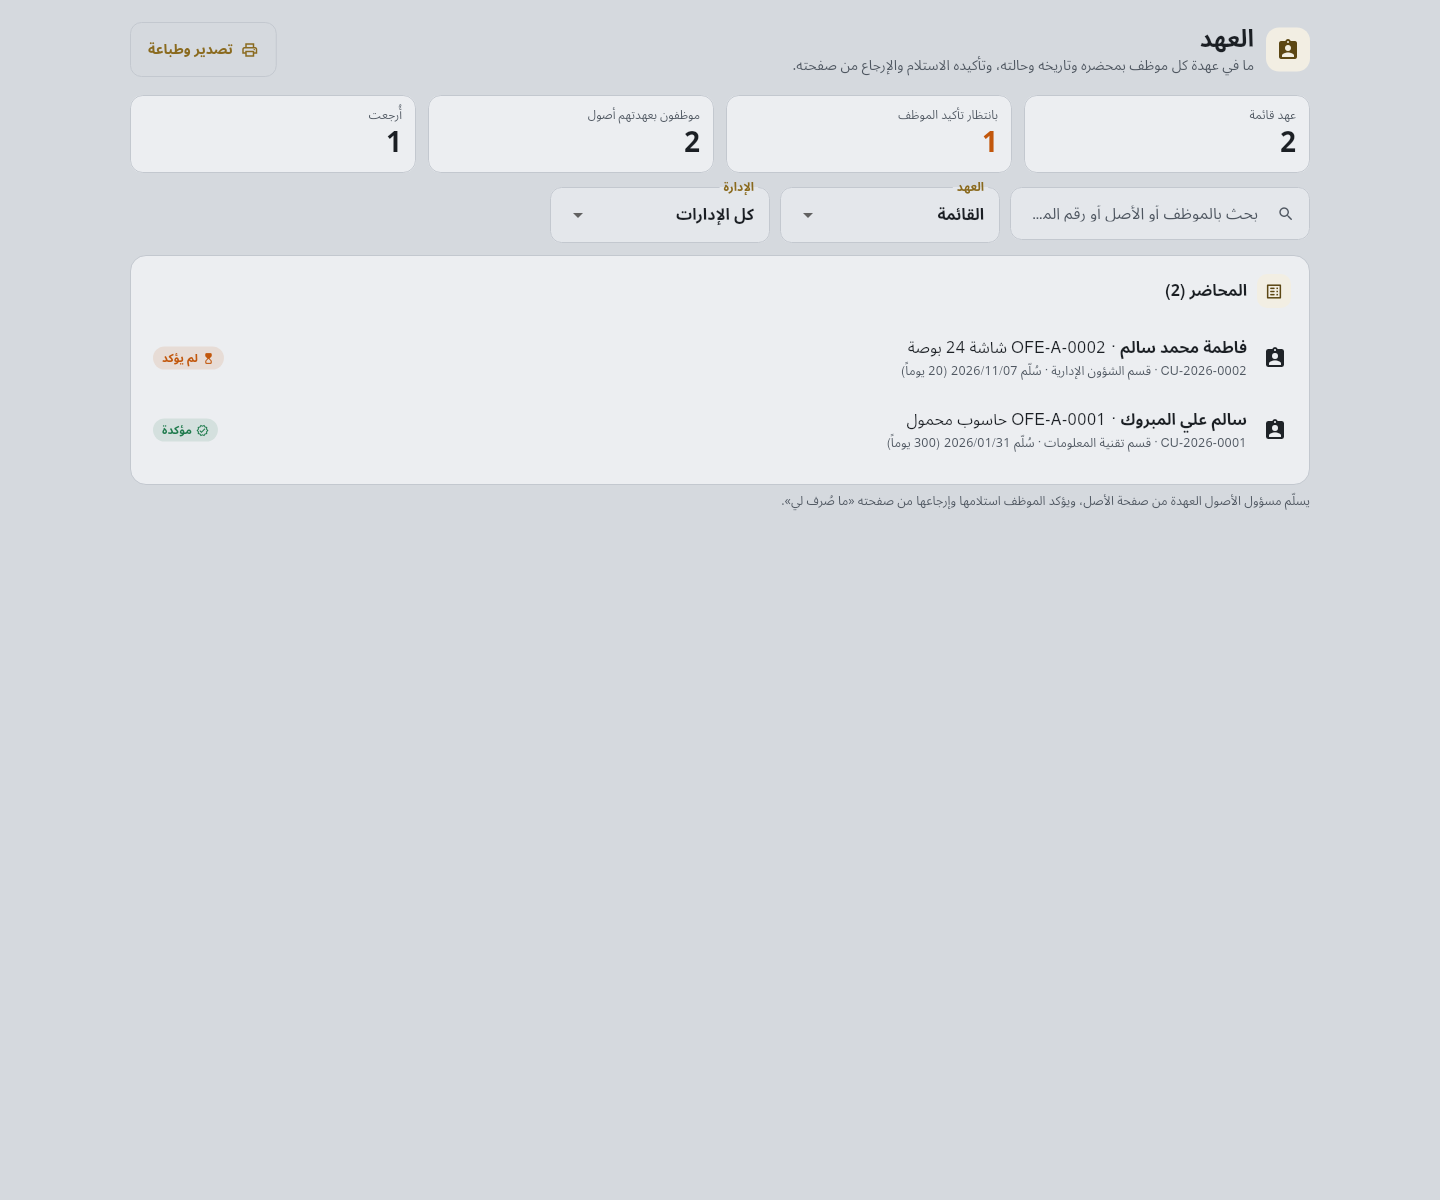 العهد
ما في عهدة كل موظف بمحضره وتاريخه وحالته، وتأكيده الاستلام والإرجاع من صفحته.
تصدير وطباعة
عهد قائمة
2
بانتظار تأكيد الموظف
1
موظفون بعهدتهم أصول
2
أُرجعت
1
بحث بالموظف أو الأصل أو رقم المـ...
العهد
القائمة
الإدارة
كل الإدارات
المحاضر (2)
فاطمة محمد سالم · OFE-A-0002 شاشة 24 بوصة
CU-2026-0002 · قسم الشؤون الإدارية · سُلّم 2026/11/07 (20 يوماً)
لم يؤكد
سالم علي المبروك · OFE-A-0001 حاسوب محمول
CU-2026-0001 · قسم تقنية المعلومات · سُلّم 2026/01/31 (300 يوماً)
مؤكدة
يسلّم مسؤول الأصول العهدة من صفحة الأصل، ويؤكد الموظف استلامها وإرجاعها من صفحته «ما صُرف لي».